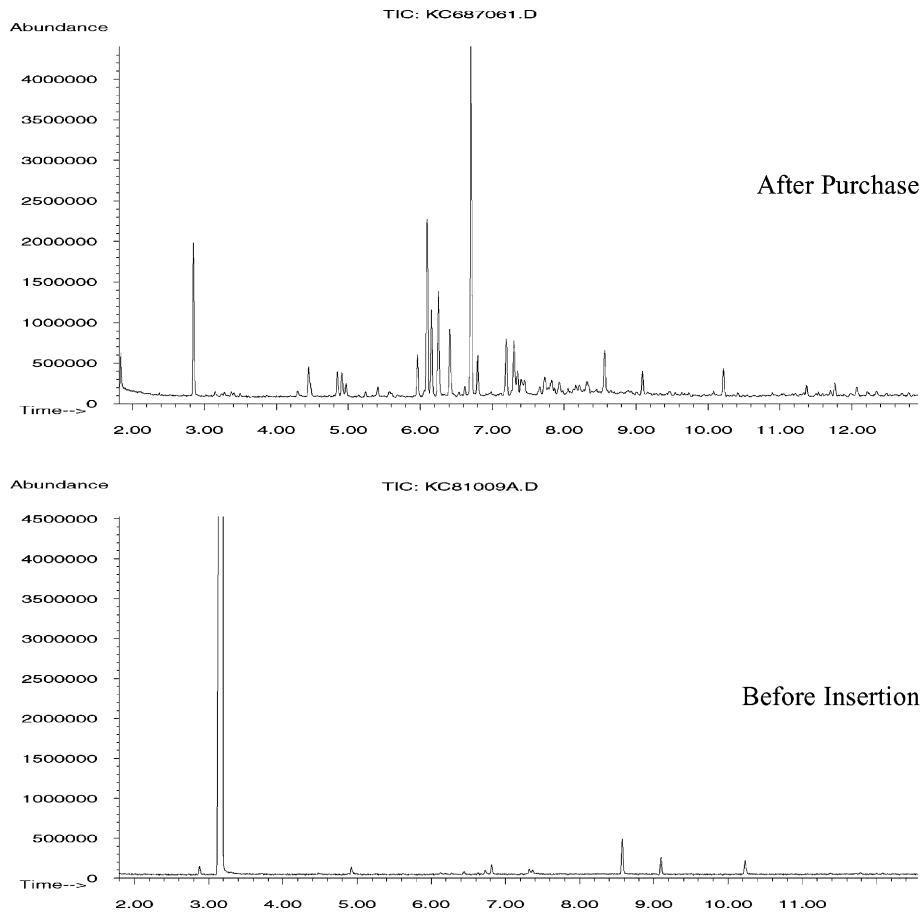 TIC: KC687061.D
Abundance
4000000
3500000
3000000
2500000
2000000
1500000
1000000
500000
0
After Purchase
Time-->
2.00 3.00 4.00 5.00 6.00 7.00 8.00 9.00 10.00 11.00 12.00
Abundance
TIC: KC81009A.D
4500000
4000000
3500000
3000000
2500000
2000000
1500000
1000000
500000
0
Before Insertion
Time-->
2.00 3.00 4.00 5.00 6.00 7.00 8.00 9.00 10.00 11.00